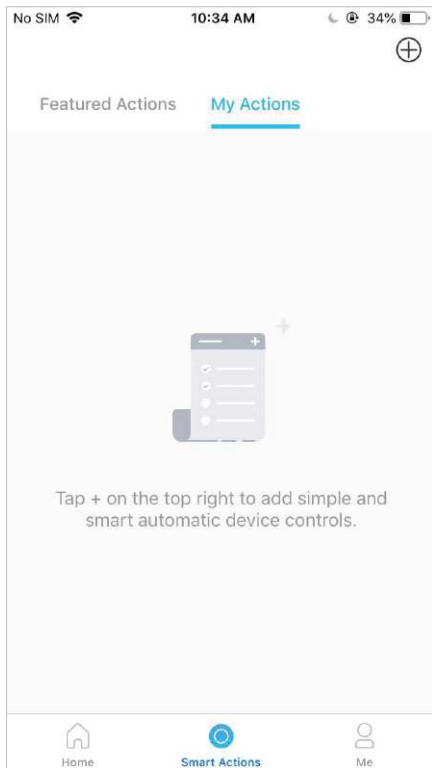 No SIM 10:34 AM 34%
Featured Actions My Actions
Tap + on the top right to add simple and
smart automatic device controls.
Home Smart Actions Me